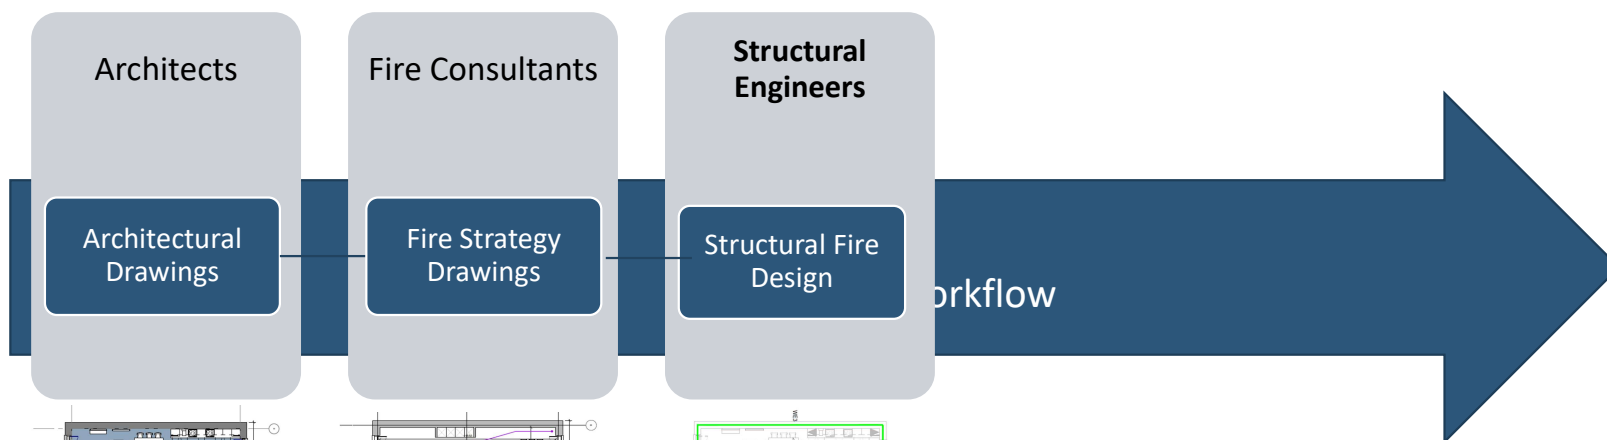 Architects
Fire Consultants
Structural
Engineers
Architectural
Drawings
Fire Strategy
Drawings
Structural Fire
Design
orkflow